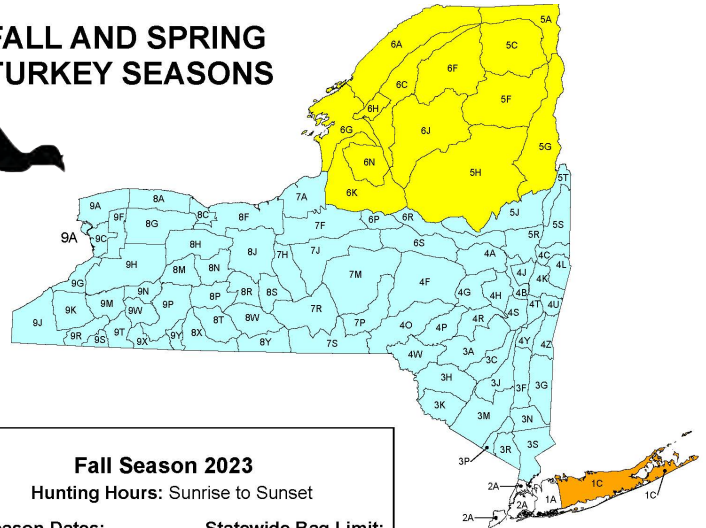 FALL AND SPRING
TURKEY SEASONS
5A
6A
5C
6F
6C
5F
6H
6G
6J
5G
6N
5H
5T
6K
7A
9A
8A
8C
8F
9F
8G
7F
6P
6R
5J
5S
9A
9C
5R
6S
8H
8J
7H
7J
4A
4C
4L
9H
8M
8N
7M
4F
4J
4K
9G
9N
8P
8R
8S
4G
4H
4B
9K
9M
9W
9P
7R
4S
4T
4U
9J
8T
8W
7P
4O
4P
4R
9R
9S
9T
9X
9Y
8X
8Y
7S
4Y
4Z
4W
3A
3C
3H
3J
3F
3G
3K
3M
3N
3P
3R
3S
2A
2A
1A
1C
1C
2A
Fall Season 2023
Hunting Hours: Sunrise to Sunset
Season Dates:
Statewide Bag Limit: